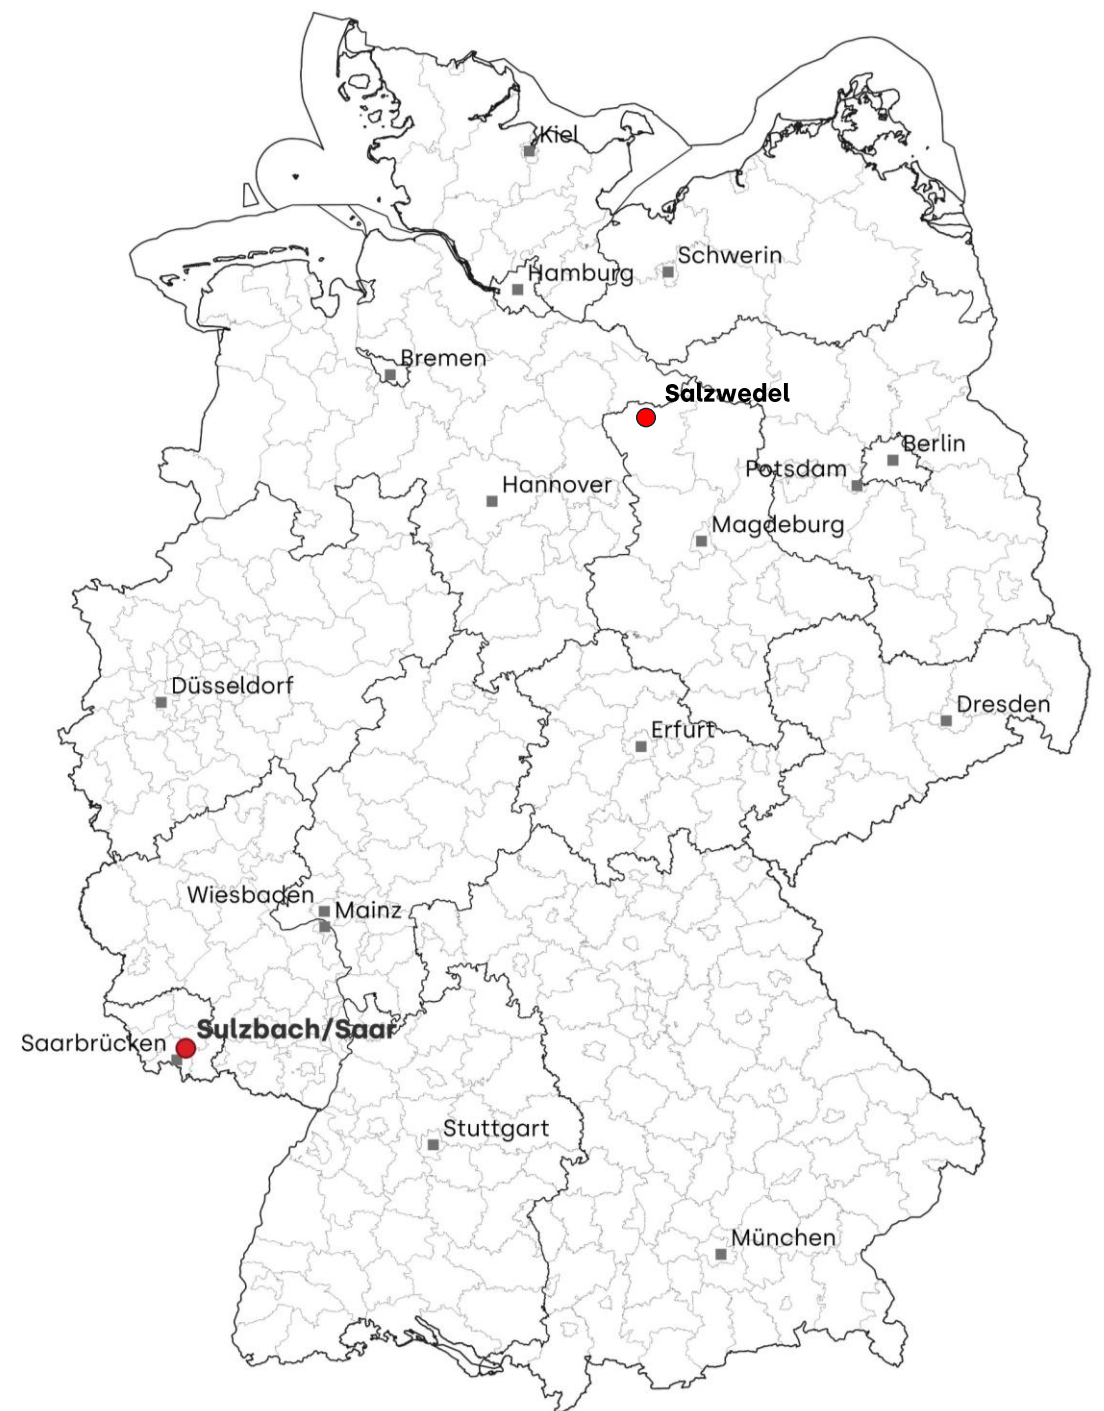 Kiel
Schwerin
Hamburg
Bremen
Salzwedel
Berlin
Potsdam
Hannover
Magdeburg
Düsseldorf
Dresden
Erfurt
Wiesbaden
Mainz
Sulzbach/Saar
Saarbrücken
Stuttgart
München